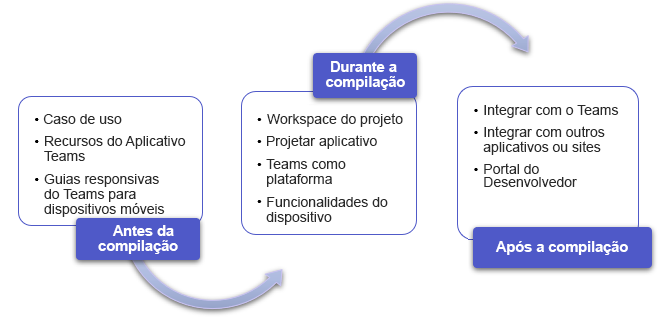 • Caso de uso
• Recursos do Aplicativo
Teams
• Guias responsivas
do Teams para
dispositivos móveis
Antes da
compilação
Durante a
compilação
• Workspace do projeto
• Projetar aplicativo
• Teams como
plataforma
• Funcionalidades do
dispositivo
• Integrar com o Teams
• Integrar com outros
aplicativos ou sites
• Portal do
Desenvolvedor
Após a compilação